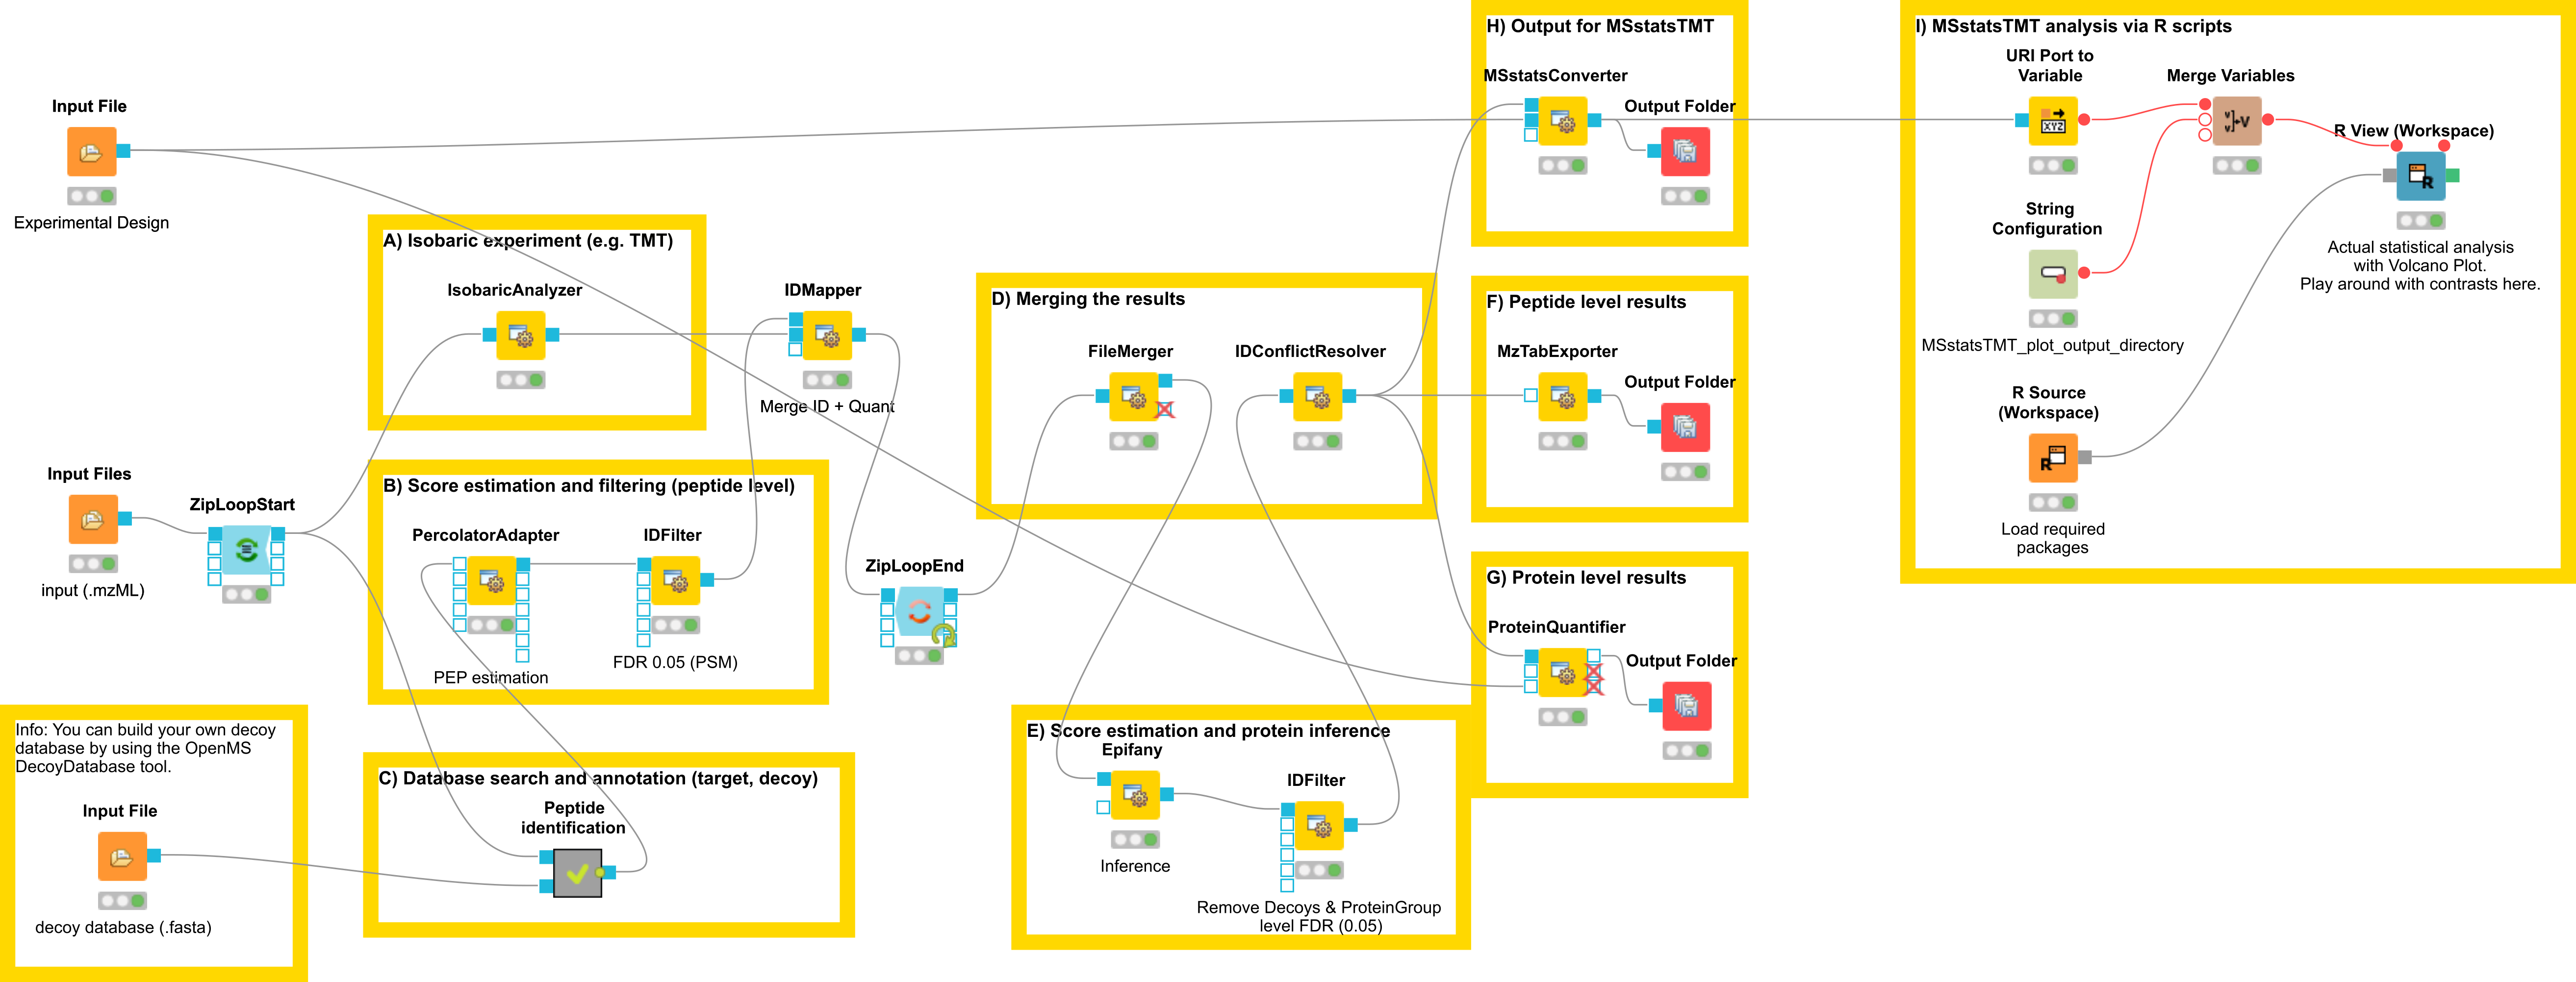 Input File
Experimental Design
Input Files
input (.mzML)
ZipLoopStart
Info: You can build your own decoy
database by using the OpenMS
DecoyDatabase tool.
Input File
decoy database (.fasta)
A) Isobaric experiment (e.g. TMT)
IsobaricAnalyzer
IDMapper
Merge ID + Quant
B) Score estimation and filtering (peptide level)
PercolatorAdapter
PEP estimation
IDFilter
FDR 0.05 (PSM)
C) Database search and annotation (target, decoy)
Peptide
identification
ZipLoopEnd
D) Merging the results
FileMerger
IDConflictResolver
E) Score estimation and protein inference
Epifany
Inference
IDFilter
Remove Decoys & ProteinGroup
level FDR (0.05)
H) Output for MSstatsTMT
MSstatsConverter
Output Folder
F) Peptide level results
MzTabExporter
Output Folder
G) Protein level results
ProteinQuantifier
Output Folder
I) MSstatsTMT analysis via R scripts
URI Port to
Variable
XYZ
Merge Variables
v
v]→V
R View (Workspace)
R
Actual statistical analysis
with Volcano Plot.
Play around with contrasts here.
String
Configuration
MSstatsTMT_plot_output_directory
R Source
(Workspace)
R
Load required
packages